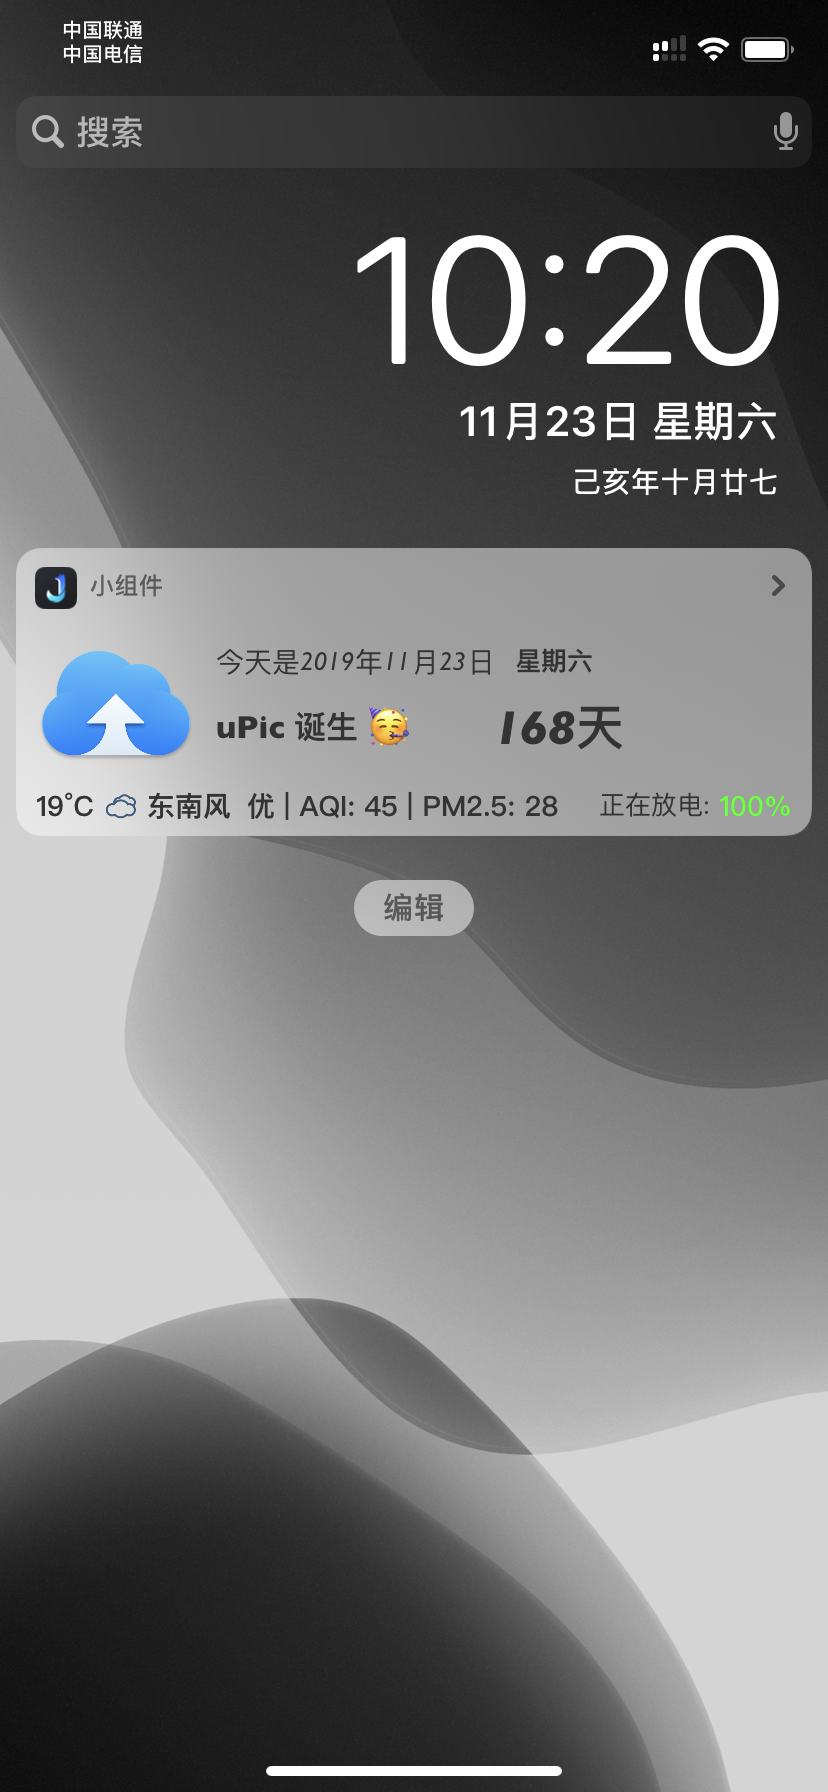 中国联通
中国电信
搜索
10:20
11月23日 星期六
己亥年十月廿七
小组件
今天是2019年11月23日 星期六
uPic 诞生 🥳 168天
19°C 东南风 优 | AQI: 45 | PM2.5: 28 正在放电: 100%
编辑